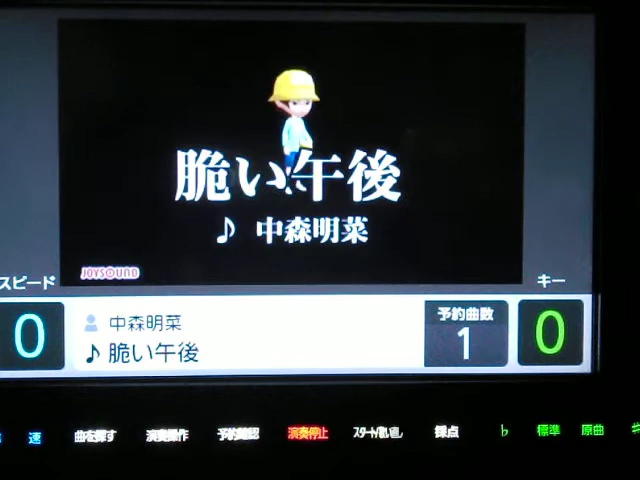 脆い午後
♪ 中森明菜
JOYSOUND
スピード
キー
0
中森明菜
♪ 脆い午後
予約曲数
1
0
速
曲を探す
演奏操作
予約確認
演奏停止
スタート/歌い直し
採点
♭
標準
原曲
♯